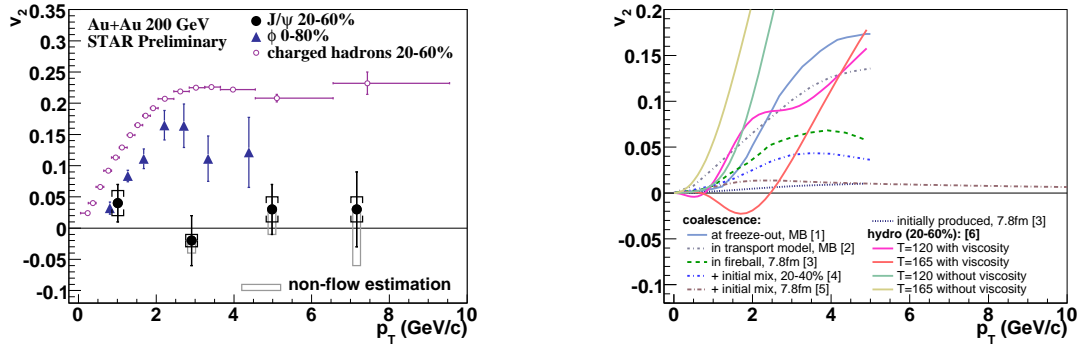 v2
Au+Au 200 GeV
STAR Preliminary
J/ψ 20-60%
ϕ 0-80%
charged hadrons 20-60%
0.35
0.3
0.25
0.2
0.15
0.1
0.05
0
-0.05
-0.1
non-flow estimation
0 2 4 6 8 10
pT (GeV/c)
v2
0.2
0.15
0.1
0.05
0
-0.05
-0.1
coalescence:
at freeze-out, MB [1]
in transport model, MB [2]
in fireball, 7.8fm [3]
+ initial mix, 20-40% [4]
+ initial mix, 7.8fm [5]
initially produced, 7.8fm [3]
hydro (20-60%): [6]
T=120 with viscosity
T=165 with viscosity
T=120 without viscosity
T=165 without viscosity
0 2 4 6 8 10
pT (GeV/c)